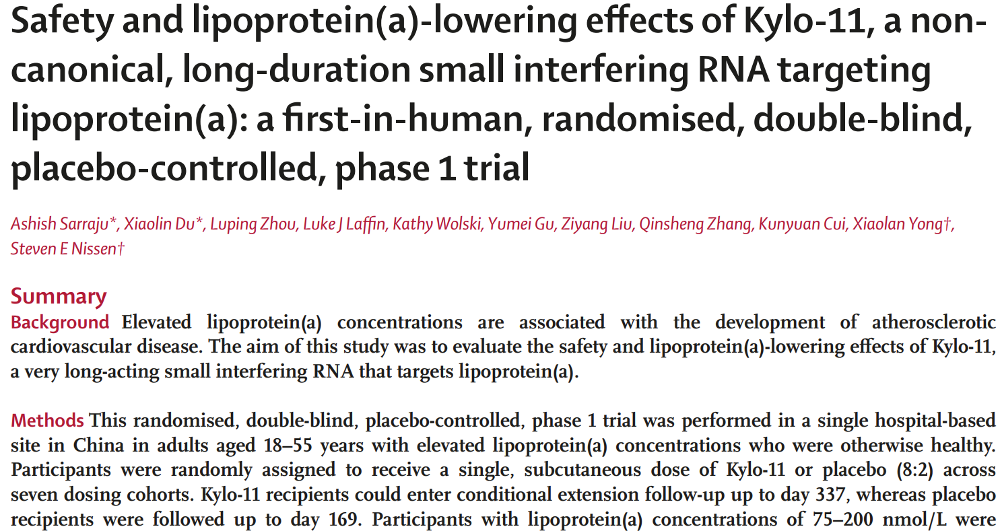 Safety and lipoprotein(a)-lowering effects of Kylo-11, a non-
canonical, long-duration small interfering RNA targeting
lipoprotein(a): a first-in-human, randomised, double-blind,
placebo-controlled, phase 1 trial
Ashish Sarraju*, Xiaolin Du*, Luping Zhou, Luke J Laffin, Kathy Wolski, Yumei Gu, Ziyang Liu, Qinsheng Zhang, Kunyuan Cui, Xiaolan Yong†,
Steven E Nissen†
Summary
Background Elevated lipoprotein(a) concentrations are associated with the development of atherosclerotic
cardiovascular disease. The aim of this study was to evaluate the safety and lipoprotein(a)-lowering effects of Kylo-11,
a very long-acting small interfering RNA that targets lipoprotein(a).
Methods This randomised, double-blind, placebo-controlled, phase 1 trial was performed in a single hospital-based
site in China in adults aged 18–55 years with elevated lipoprotein(a) concentrations who were otherwise healthy.
Participants were randomly assigned to receive a single, subcutaneous dose of Kylo-11 or placebo (8:2) across
seven dosing cohorts. Kylo-11 recipients could enter conditional extension follow-up up to day 337, whereas placebo
recipients were followed up to day 169. Participants with lipoprotein(a) concentrations of 75–200 nmol/L were